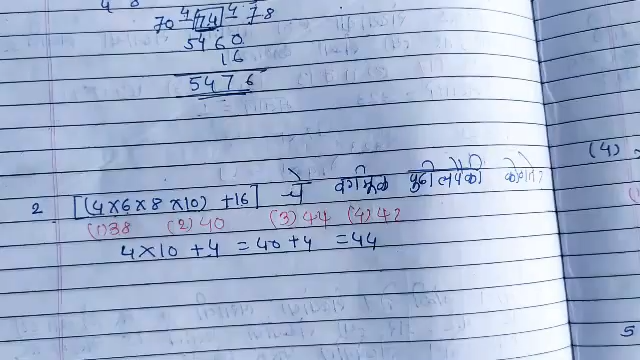 70 4/74\4 78
5460
16
5476
2 [(4×6×8×10) +16] चे वर्गमूळ पुढीलपैकी कोणते?
(1)38 (2)40 (3)44 (4)42
4×10 +4 = 40+4 = 44
(4)
5